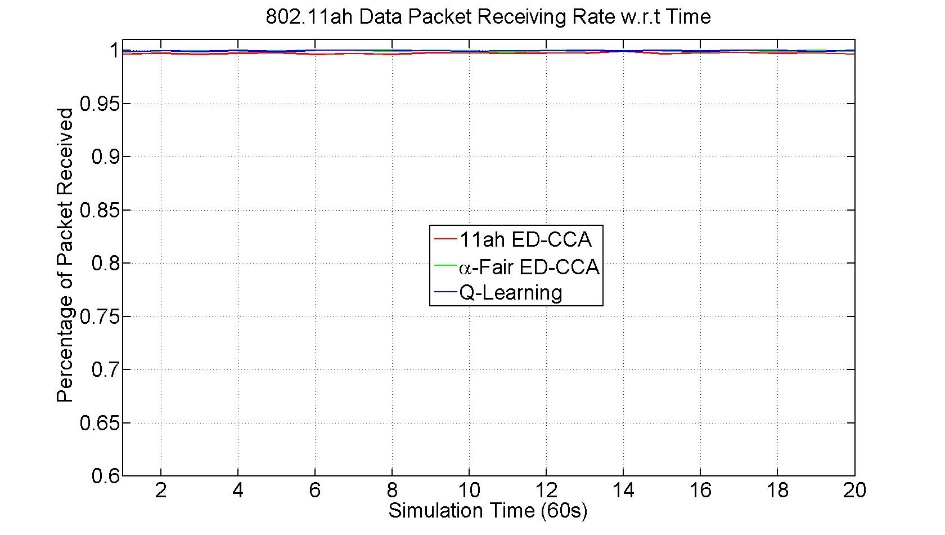 802.11ah Data Packet Receiving Rate w.r.t Time
1
0.95
0.9
0.85
0.8
0.75
0.7
0.65
0.6
Percentage of Packet Received
11ah ED-CCA
α-Fair ED-CCA
Q-Learning
2 4 6 8 10 12 14 16 18 20
Simulation Time (60s)